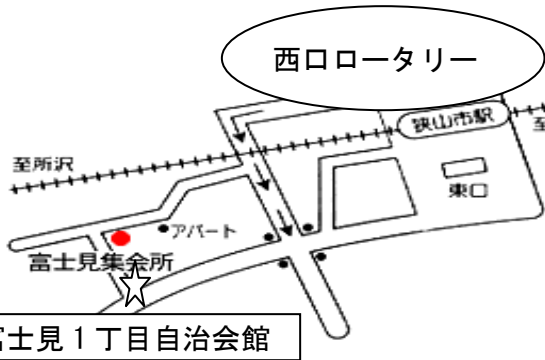 西口ロータリー
狭山市駅
至
至所沢
東口
アパート
富士見集会所
富士見１丁目自治会館